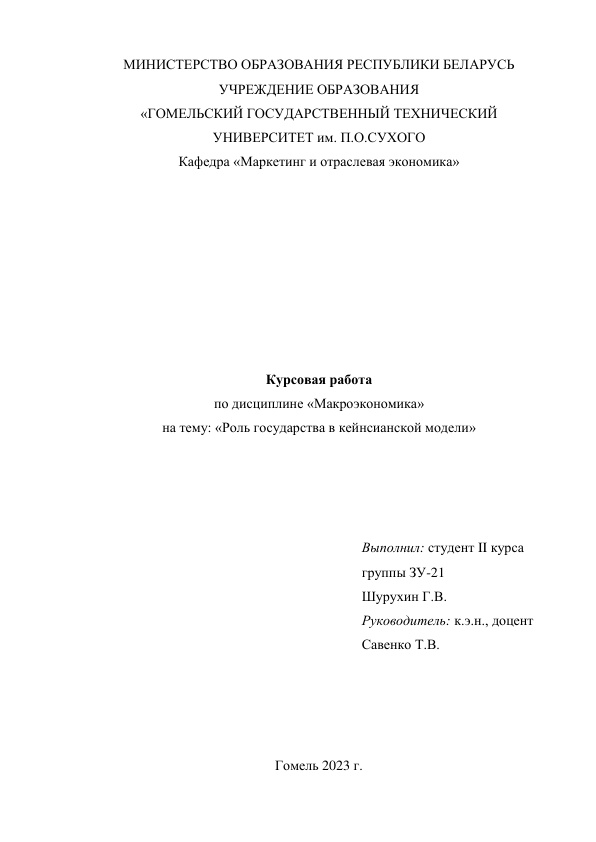 МИНИСТЕРСТВО ОБРАЗОВАНИЯ РЕСПУБЛИКИ БЕЛАРУСЬ
УЧРЕЖДЕНИЕ ОБРАЗОВАНИЯ
«ГОМЕЛЬСКИЙ ГОСУДАРСТВЕННЫЙ ТЕХНИЧЕСКИЙ
УНИВЕРСИТЕТ им. П.О.СУХОГО
Кафедра «Маркетинг и отраслевая экономика»
Курсовая работа
по дисциплине «Макроэкономика»
на тему: «Роль государства в кейнсианской модели»
Выполнил: студент II курса
группы ЗУ-21
Шурухин Г.В.
Руководитель: к.э.н., доцент
Савенко Т.В.
Гомель 2023 г.